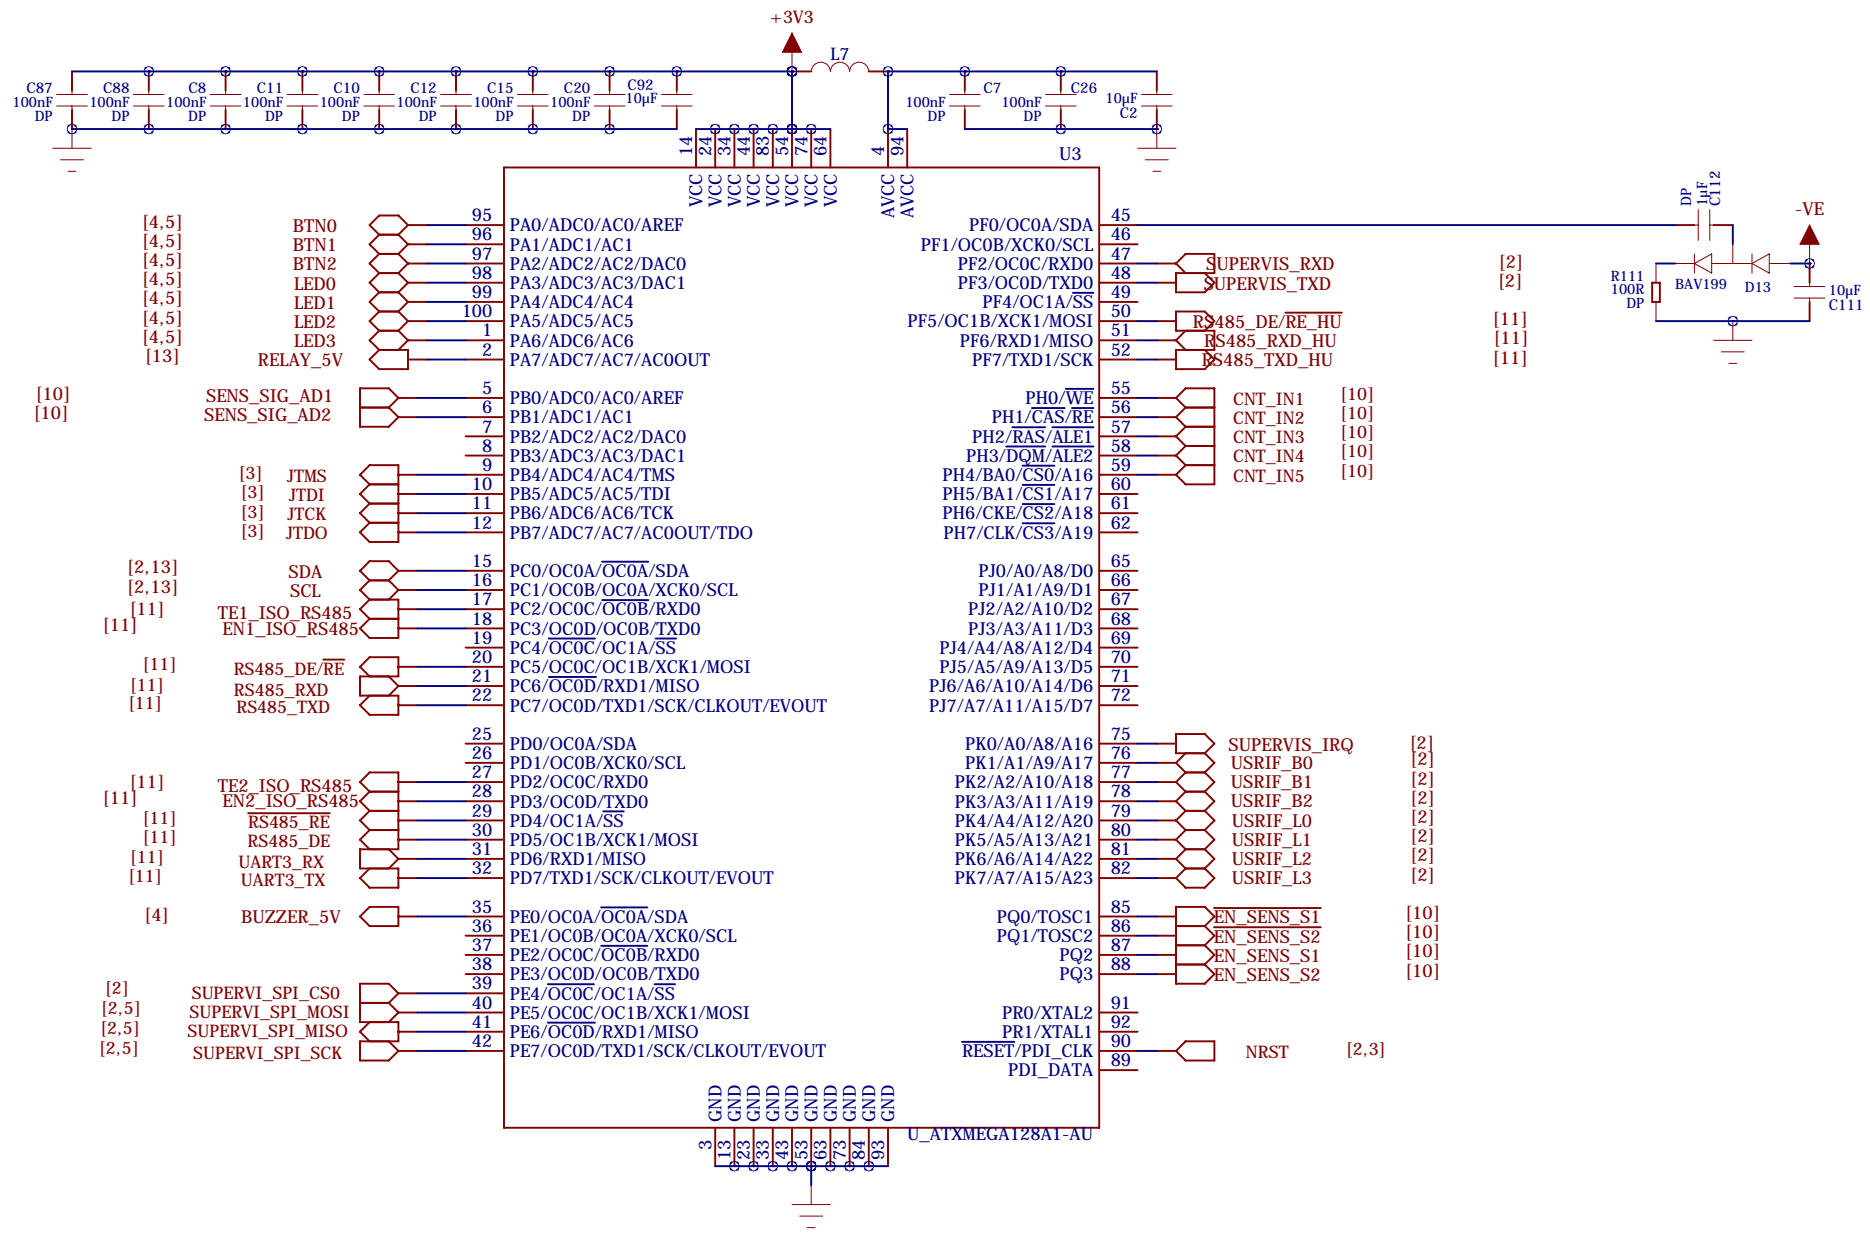 +3V3
L7
C87
100nF
DP
C88
100nF
DP
C8
100nF
DP
C11
100nF
DP
C10
100nF
DP
C12
100nF
DP
C15
100nF
DP
C20
100nF
DP
C92
10µF
C7
100nF
DP
C26
100nF
DP
10µF
C2
14 24 34 44 83 54 74 64 4 94
VCC VCC VCC VCC VCC VCC VCC VCC AVCC AVCC
U3
[4,5] BTN0 95 PA0/ADC0/AC0/AREF
[4,5] BTN1 96 PA1/ADC1/AC1
[4,5] BTN2 97 PA2/ADC2/AC2/DAC0
[4,5] LED0 98 PA3/ADC3/AC3/DAC1
[4,5] LED1 99 PA4/ADC4/AC4
[4,5] LED2 100 PA5/ADC5/AC5
[4,5] LED3 1 PA6/ADC6/AC6
[13] RELAY_5V 2 PA7/ADC7/AC7/AC0OUT
[10] SENS_SIG_AD1 5 PB0/ADC0/AC0/AREF
[10] SENS_SIG_AD2 6 PB1/ADC1/AC1
7 PB2/ADC2/AC2/DAC0
8 PB3/ADC3/AC3/DAC1
[3] JTMS 9 PB4/ADC4/AC4/TMS
[3] JTDI 10 PB5/ADC5/AC5/TDI
[3] JTCK 11 PB6/ADC6/AC6/TCK
[3] JTDO 12 PB7/ADC7/AC7/AC0OUT/TDO
[2,13] SDA 15 PC0/OC0A/OC0A/SDA
[2,13] SCL 16 PC1/OC0B/OC0A/XCK0/SCL
[11] TE1_ISO_RS485 17 PC2/OC0C/OC0B/RXD0
[11] EN1_ISO_RS485 18 PC3/OC0D/OC0B/TXD0
19 PC4/OC0C/OC1A/SS
[11] RS485_DE/RE 20 PC5/OC0C/OC1B/XCK1/MOSI
[11] RS485_RXD 21 PC6/OC0D/RXD1/MISO
[11] RS485_TXD 22 PC7/OC0D/TXD1/SCK/CLKOUT/EVOUT
25 PD0/OC0A/SDA
26 PD1/OC0B/XCK0/SCL
[11] TE2_ISO_RS485 27 PD2/OC0C/RXD0
[11] EN2_ISO_RS485 28 PD3/OC0D/TXD0
[11] RS485_RE 29 PD4/OC1A/SS
[11] RS485_DE 30 PD5/OC1B/XCK1/MOSI
[11] UART3_RX 31 PD6/RXD1/MISO
[11] UART3_TX 32 PD7/TXD1/SCK/CLKOUT/EVOUT
[4] BUZZER_5V 35 PE0/OC0A/OC0A/SDA
36 PE1/OC0B/OC0A/XCK0/SCL
37 PE2/OC0C/OC0B/RXD0
38 PE3/OC0D/OC0B/TXD0
[2] SUPERVI_SPI_CS0 39 PE4/OC0C/OC1A/SS
[2,5] SUPERVI_SPI_MOSI 40 PE5/OC0C/OC1B/XCK1/MOSI
[2,5] SUPERVI_SPI_MISO 41 PE6/OC0D/RXD1/MISO
[2,5] SUPERVI_SPI_SCK 42 PE7/OC0D/TXD1/SCK/CLKOUT/EVOUT
PF0/OC0A/SDA 45
PF1/OC0B/XCK0/SCL 46
PF2/OC0C/RXD0 47 SUPERVIS_RXD [2]
PF3/OC0D/TXD0 48 SUPERVIS_TXD [2]
PF4/OC1A/SS 49
PF5/OC1B/XCK1/MOSI 50 RS485_DE/RE_HU [11]
PF6/RXD1/MISO 51 RS485_RXD_HU [11]
PF7/TXD1/SCK 52 RS485_TXD_HU [11]
PH0/WE 55 CNT_IN1 [10]
PH1/CAS/RE 56 CNT_IN2 [10]
PH2/RAS/ALE1 57 CNT_IN3 [10]
PH3/DQM/ALE2 58 CNT_IN4 [10]
PH4/BA0/CS0/A16 59 CNT_IN5 [10]
PH5/BA1/CS1/A17 60
PH6/CKE/CS2/A18 61
PH7/CLK/CS3/A19 62
PJ0/A0/A8/D0 65
PJ1/A1/A9/D1 66
PJ2/A2/A10/D2 67
PJ3/A3/A11/D3 68
PJ4/A4/A8/A12/D4 69
PJ5/A5/A9/A13/D5 70
PJ6/A6/A10/A14/D6 71
PJ7/A7/A11/A15/D7 72
PK0/A0/A8/A16 75 SUPERVIS_IRQ [2]
PK1/A1/A9/A17 76 USRIF_B0 [2]
PK2/A2/A10/A18 77 USRIF_B1 [2]
PK3/A3/A11/A19 78 USRIF_B2 [2]
PK4/A4/A12/A20 79 USRIF_L0 [2]
PK5/A5/A13/A21 80 USRIF_L1 [2]
PK6/A6/A14/A22 81 USRIF_L2 [2]
PK7/A7/A15/A23 82 USRIF_L3 [2]
PQ0/TOSC1 85 EN_SENS_S1 [10]
PQ1/TOSC2 86 EN_SENS_S2 [10]
PQ2 87 EN_SENS_S1 [10]
PQ3 88 EN_SENS_S2 [10]
PR0/XTAL2 91
PR1/XTAL1 92
RESET/PDI_CLK 90 NRST [2,3]
PDI_DATA 89
DP
1µF
C112
-VE
R111
100R
DP
BAV199
D13
10µF
C111
GND GND GND GND GND GND GND GND GND GND
3 13 23 33 43 53 63 73 84 93
U_ATXMEGA128A1-AU